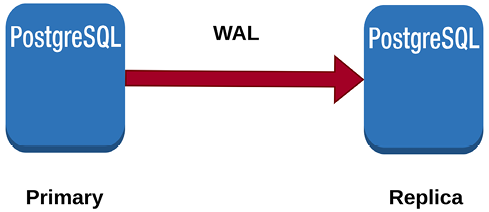 WAL
PostgreSQL
PostgreSQL
Primary
Replica